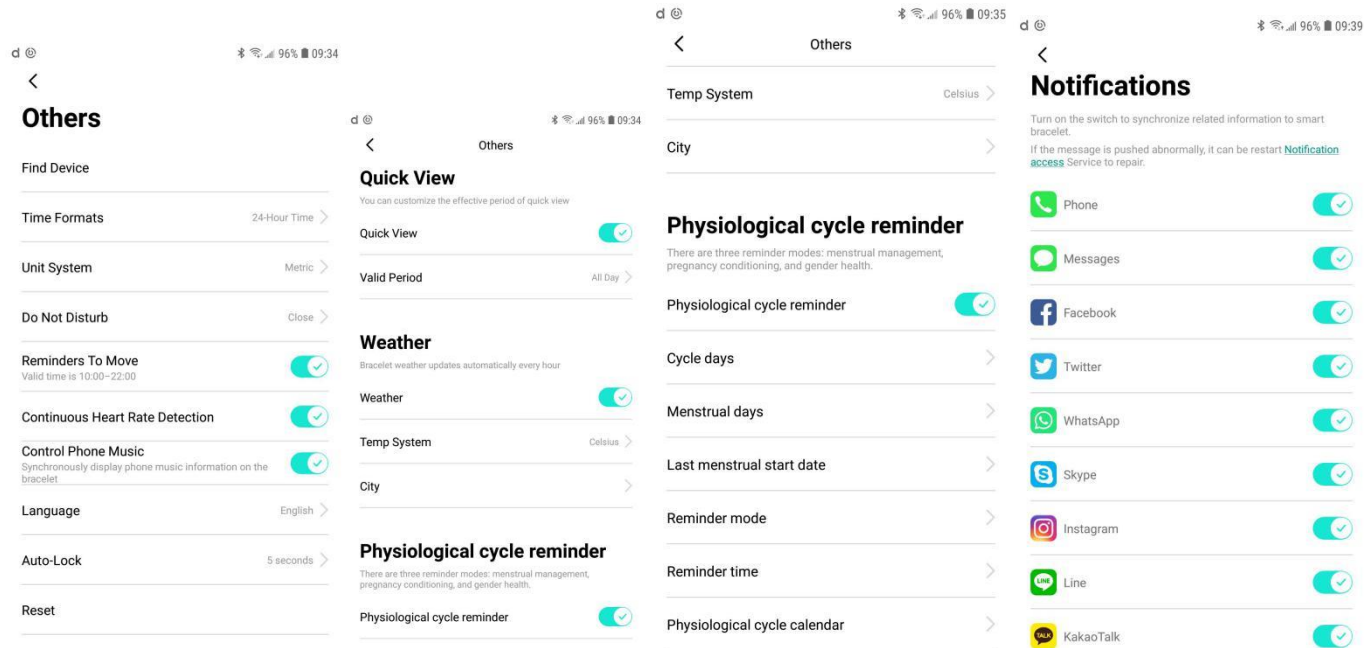 96% 09:34
Others
Find Device
Time Formats 24-Hour Time
Unit System Metric
Do Not Disturb Close
Reminders To Move
Valid time is 10:00–22:00
Continuous Heart Rate Detection
Control Phone Music
Synchronously display phone music information on the
bracelet
Language English
Auto-Lock 5 seconds
Reset
96% 09:34
Others
Quick View
You can customize the effective period of quick view
Quick View
Valid Period All Day
Weather
Bracelet weather updates automatically every hour
Weather
Temp System Celsius
City
Physiological cycle reminder
There are three reminder modes: menstrual management,
pregnancy conditioning, and gender health.
Physiological cycle reminder
96% 09:35
Others
Temp System Celsius
City
Physiological cycle reminder
There are three reminder modes: menstrual management,
pregnancy conditioning, and gender health.
Physiological cycle reminder
Cycle days
Menstrual days
Last menstrual start date
Reminder mode
Reminder time
Physiological cycle calendar
96% 09:39
Notifications
Turn on the switch to synchronize related information to smart
bracelet.
If the message is pushed abnormally, it can be restart Notification
access Service to repair.
Phone
Messages
Facebook
Twitter
WhatsApp
Skype
Instagram
LINE Line
TALK KakaoTalk